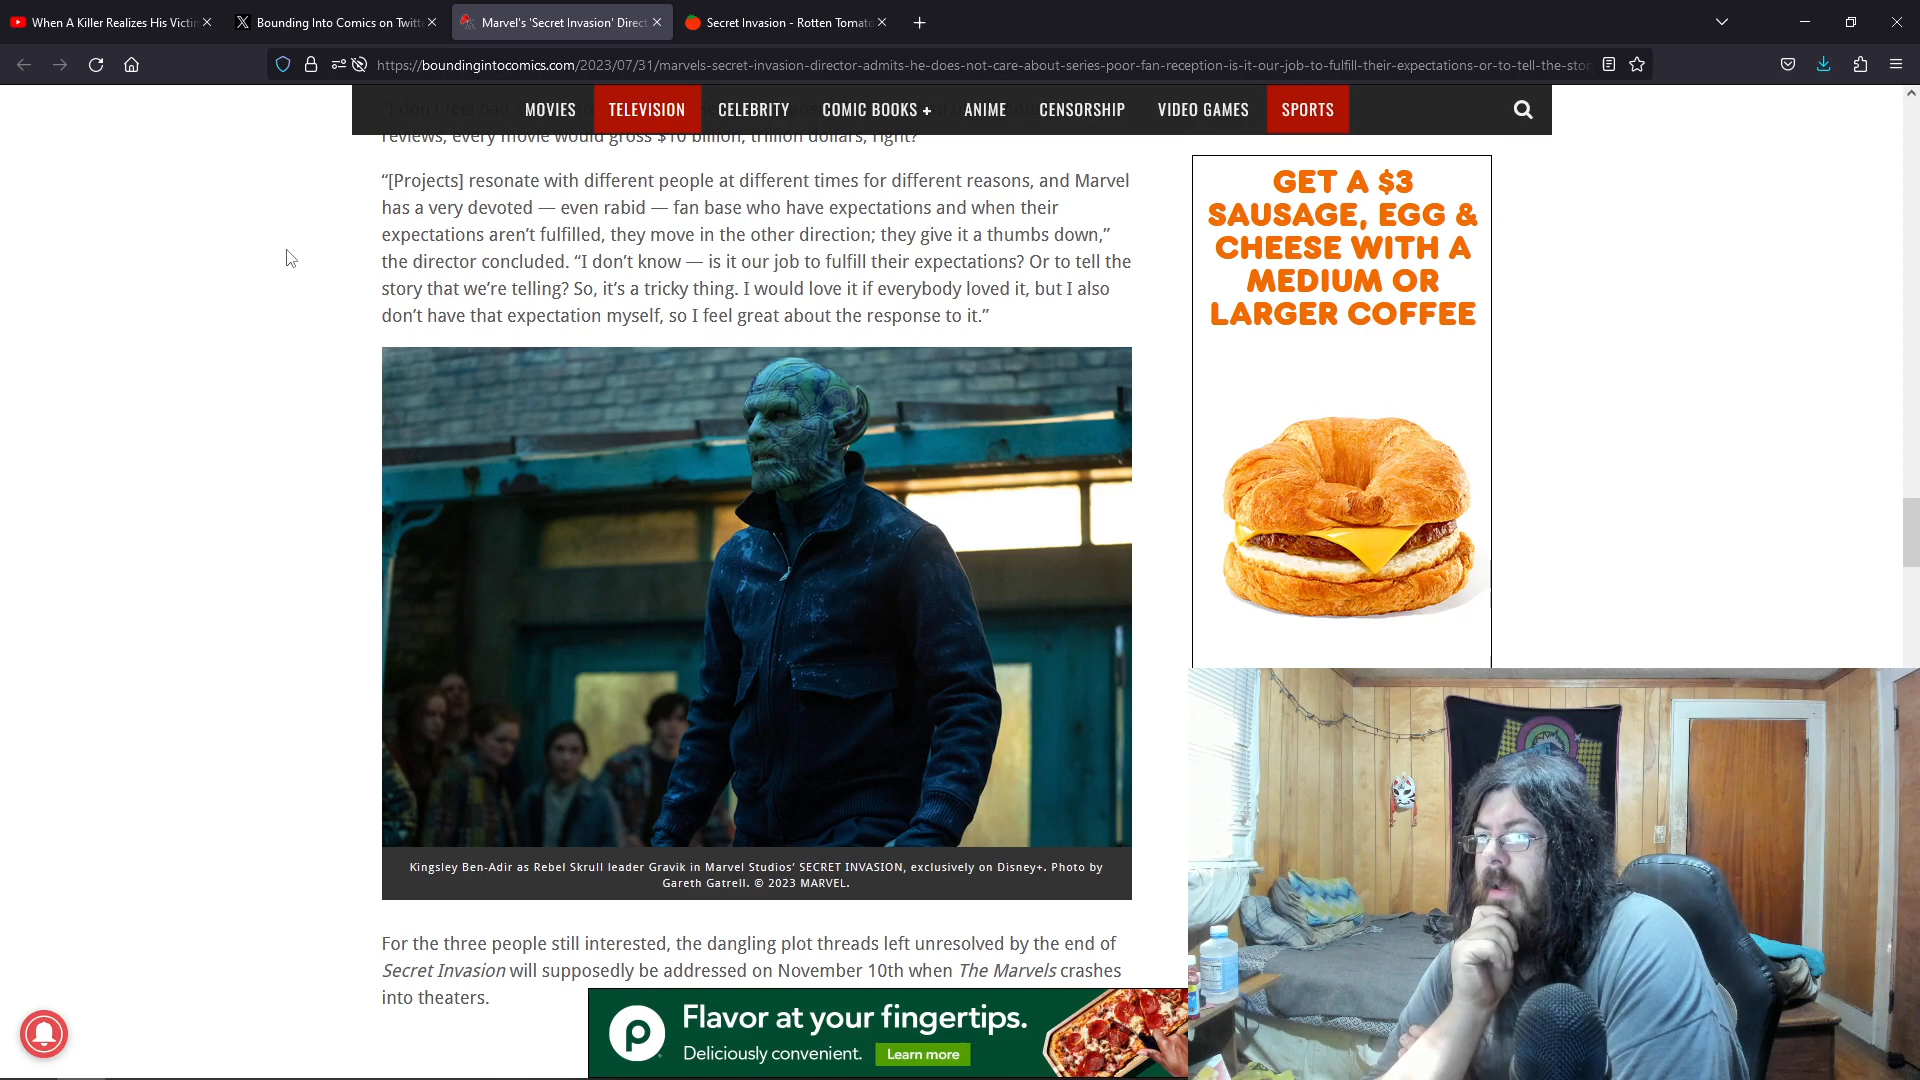 When A Killer Realizes His Victi
Bounding Into Comics on Twitt
Marvel's 'Secret Invasion' Direc
Secret Invasion - Rotten Tomato
https://boundingintocomics.com/2023/07/31/marvels-secret-invasion-director-admits-he-does-not-care-about-series-poor-fan-reception-is-it-our-job-to-fulfill-their-expectations-or-to-tell-the-stor
MOVIES TELEVISION CELEBRITY COMIC BOOKS + ANIME CENSORSHIP VIDEO GAMES SPORTS
reviews, every movie would gross $10 billion, trillion dollars, right?
“[Projects] resonate with different people at different times for different reasons, and Marvel
has a very devoted — even rabid — fan base who have expectations and when their
expectations aren’t fulfilled, they move in the other direction; they give it a thumbs down,”
the director concluded. “I don’t know — is it our job to fulfill their expectations? Or to tell the
story that we’re telling? So, it’s a tricky thing. I would love it if everybody loved it, but I also
don’t have that expectation myself, so I feel great about the response to it.”
GET A $3
SAUSAGE, EGG &
CHEESE WITH A
MEDIUM OR
LARGER COFFEE
Kingsley Ben-Adir as Rebel Skrull leader Gravik in Marvel Studios’ SECRET INVASION, exclusively on Disney+. Photo by
Gareth Gatrell. © 2023 MARVEL.
For the three people still interested, the dangling plot threads left unresolved by the end of
Secret Invasion will supposedly be addressed on November 10th when The Marvels crashes
into theaters.
P
Flavor at your fingertips.
Deliciously convenient. Learn more